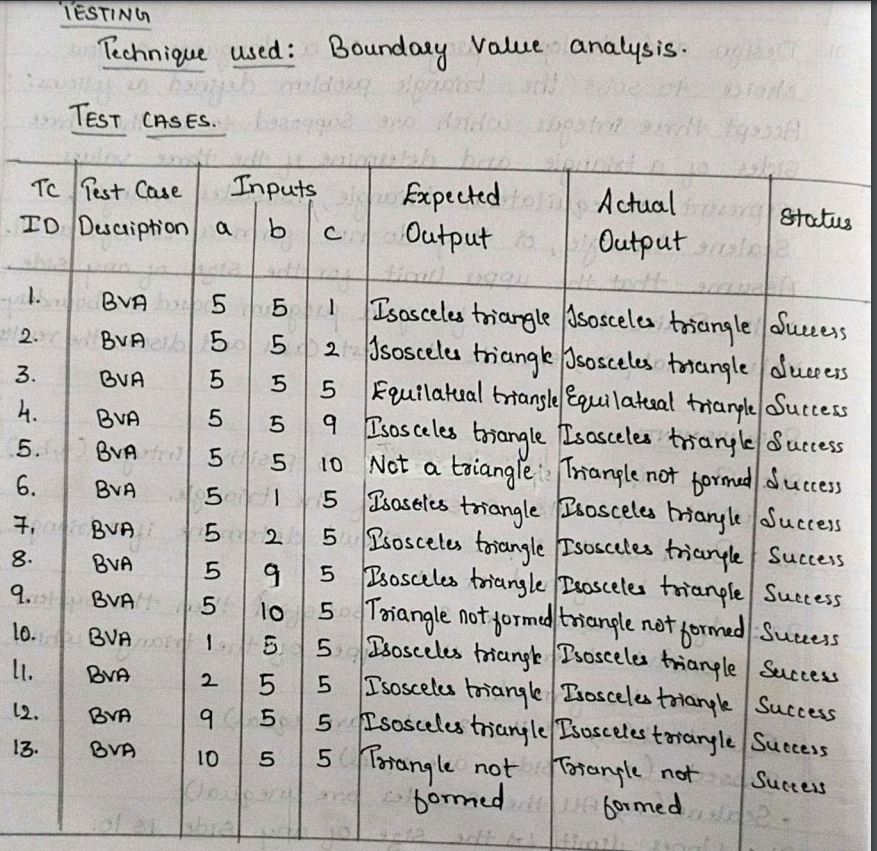 TESTING
Technique used: Boundary Value analysis.
TEST CASES.
TC ID Test Case Description Inputs a b c Expected Output Actual Output Status
1. BVA 5 5 1 Isosceles triangle Isosceles triangle Success
2. BVA 5 5 2 Isosceles triangle Isosceles triangle Success
3. BVA 5 5 5 Equilateral triangle Equilateral triangle Success
4. BVA 5 5 9 Isosceles triangle Isosceles triangle Success
5. BVA 5 5 10 Not a triangle Triangle not formed Success
6. BVA 5 1 5 Isosceles triangle Isosceles triangle Success
7. BVA 5 2 5 Isosceles triangle Isosceles triangle Success
8. BVA 5 9 5 Isosceles triangle Isosceles triangle Success
9. BVA 5 10 5 Triangle not formed triangle not formed Success
10. BVA 1 5 5 Isosceles triangle Isosceles triangle Success
11. BVA 2 5 5 Isosceles triangle Isosceles triangle Success
12. BVA 9 5 5 Isosceles triangle Isosceles triangle Success
13. BVA 10 5 5 Triangle not formed Triangle not formed Success